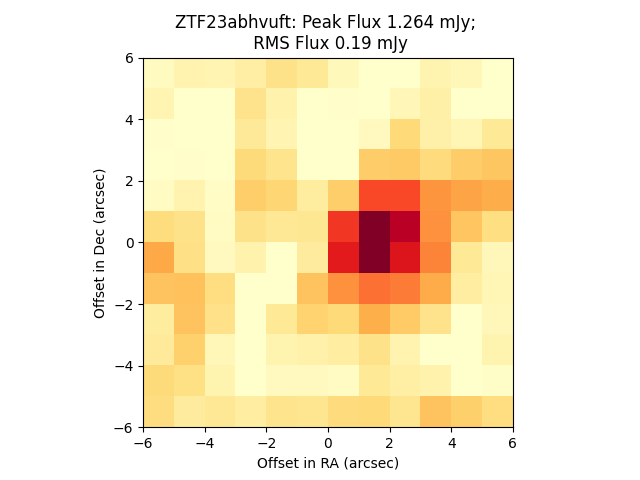 ZTF23abhvuft: Peak Flux 1.264 mJy;
RMS Flux 0.19 mJy
6
4
2
0
−2
−4
−6
Offset in Dec (arcsec)
−6 −4 −2 0 2 4 6
Offset in RA (arcsec)